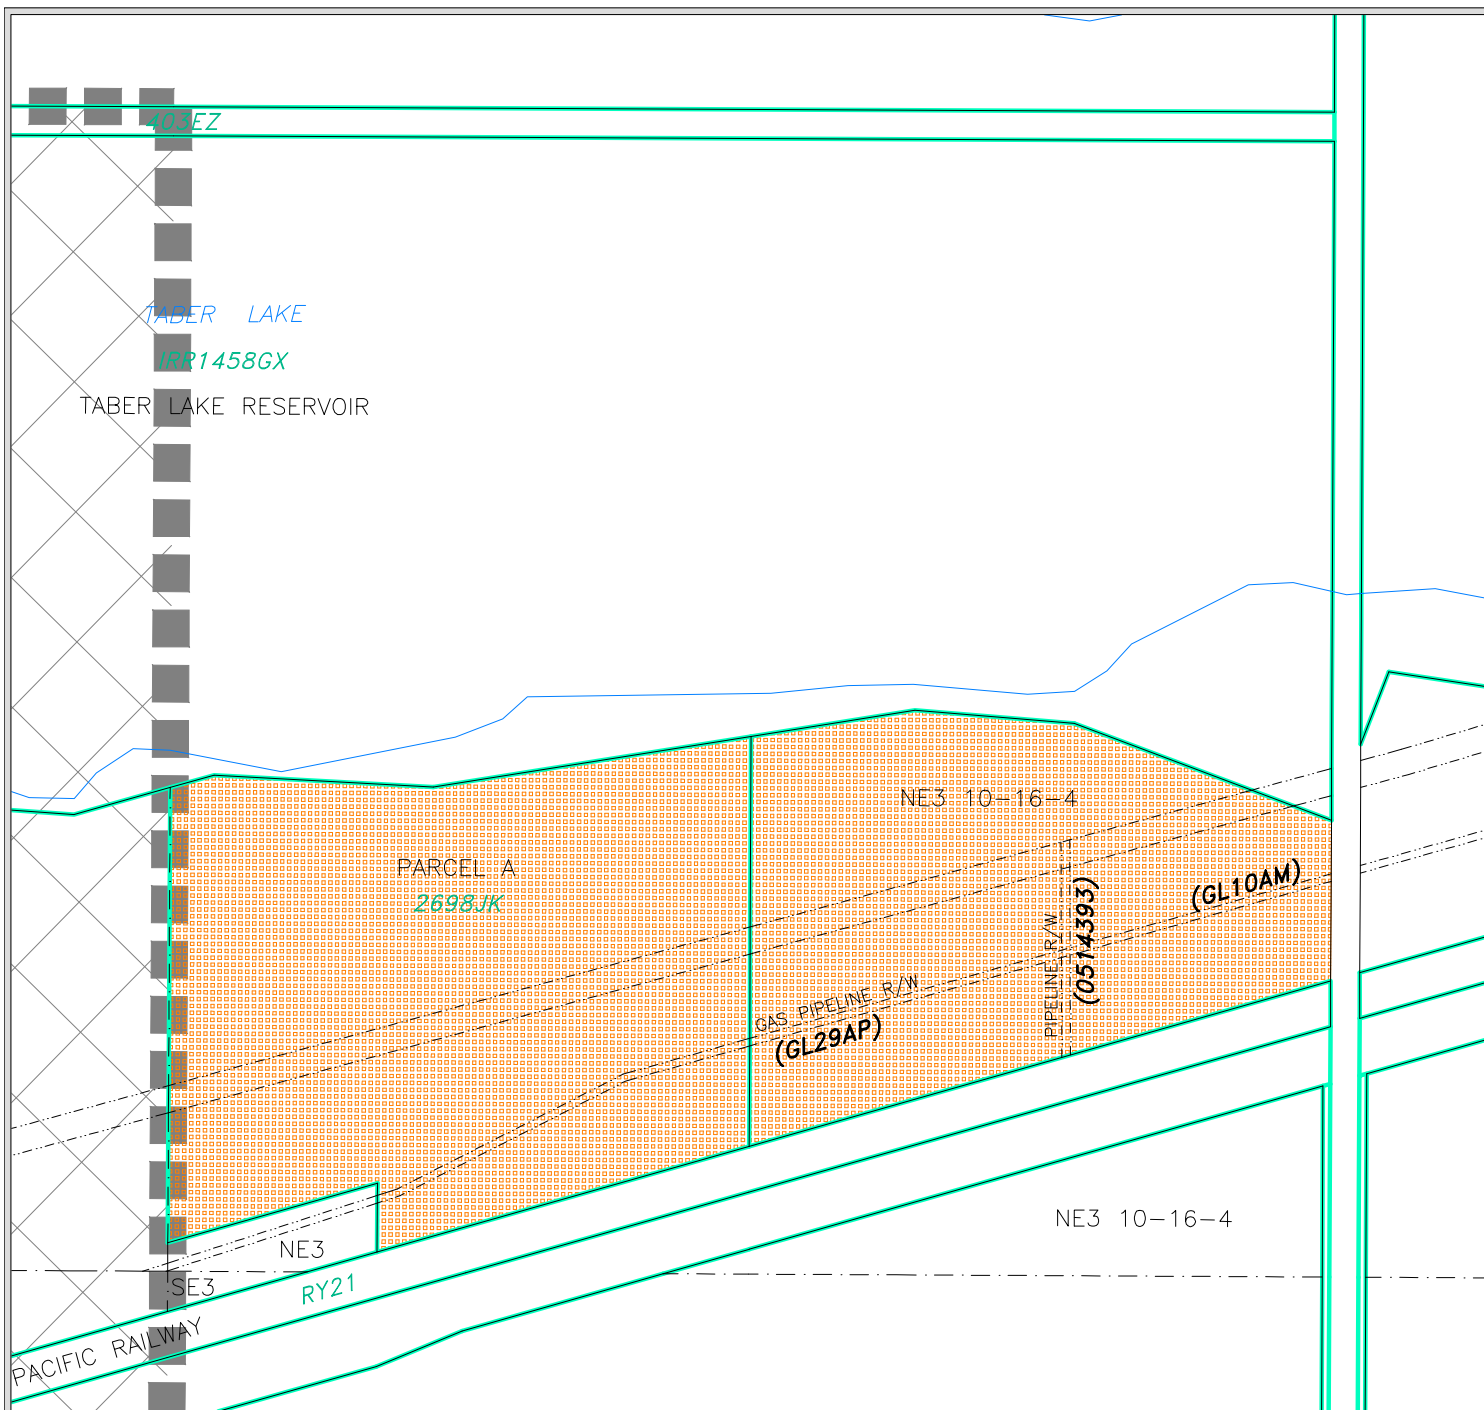 403EZ
TABER LAKE
IRR1458GX
TABER LAKE RESERVOIR
NE3 10-16-4
PARCEL A
2698JK
(GL10AM)
PIPELINE R/W
(0514393)
GAS PIPELINE R/W
(GL29AP)
NE3 10-16-4
NE3
SE3
RY21
PACIFIC RAILWAY